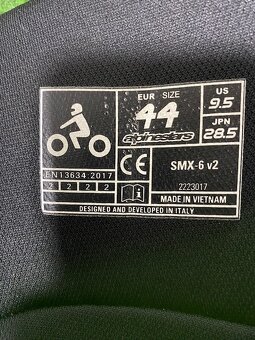 EUR SIZE
44
alpinestars
US
9.5
JPN
28.5
CE
SMX-6 v2
2223017
MADE IN VIETNAM
EN13634:2017
2 2 2 2
DESIGNED AND DEVELOPED IN ITALY